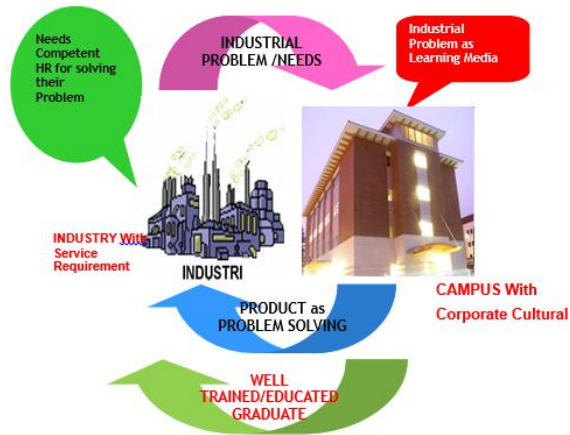 Needs
Competent
HR for solving
their
Problem
INDUSTRIAL
PROBLEM /NEEDS
Industrial
Problem as
Learning Media
INDUSTRY With
Service
Requirement
INDUSTRI
CAMPUS With
Corporate Cultural
PRODUCT as
PROBLEM SOLVING
WELL
TRAINED/EDUCATED
GRADUATE